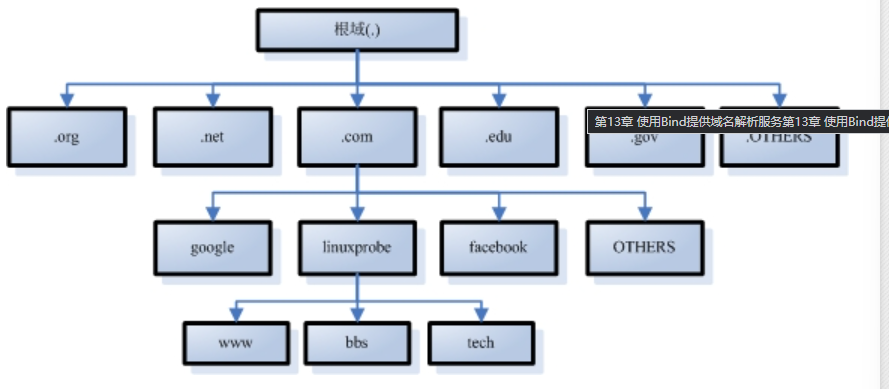 根域(.)
.org
.net
.com
.edu
.gov
.OTHERS
第13章 使用Bind提供域名解析服务第13章 使用Bind提
google
linuxprobe
facebook
OTHERS
www
bbs
tech